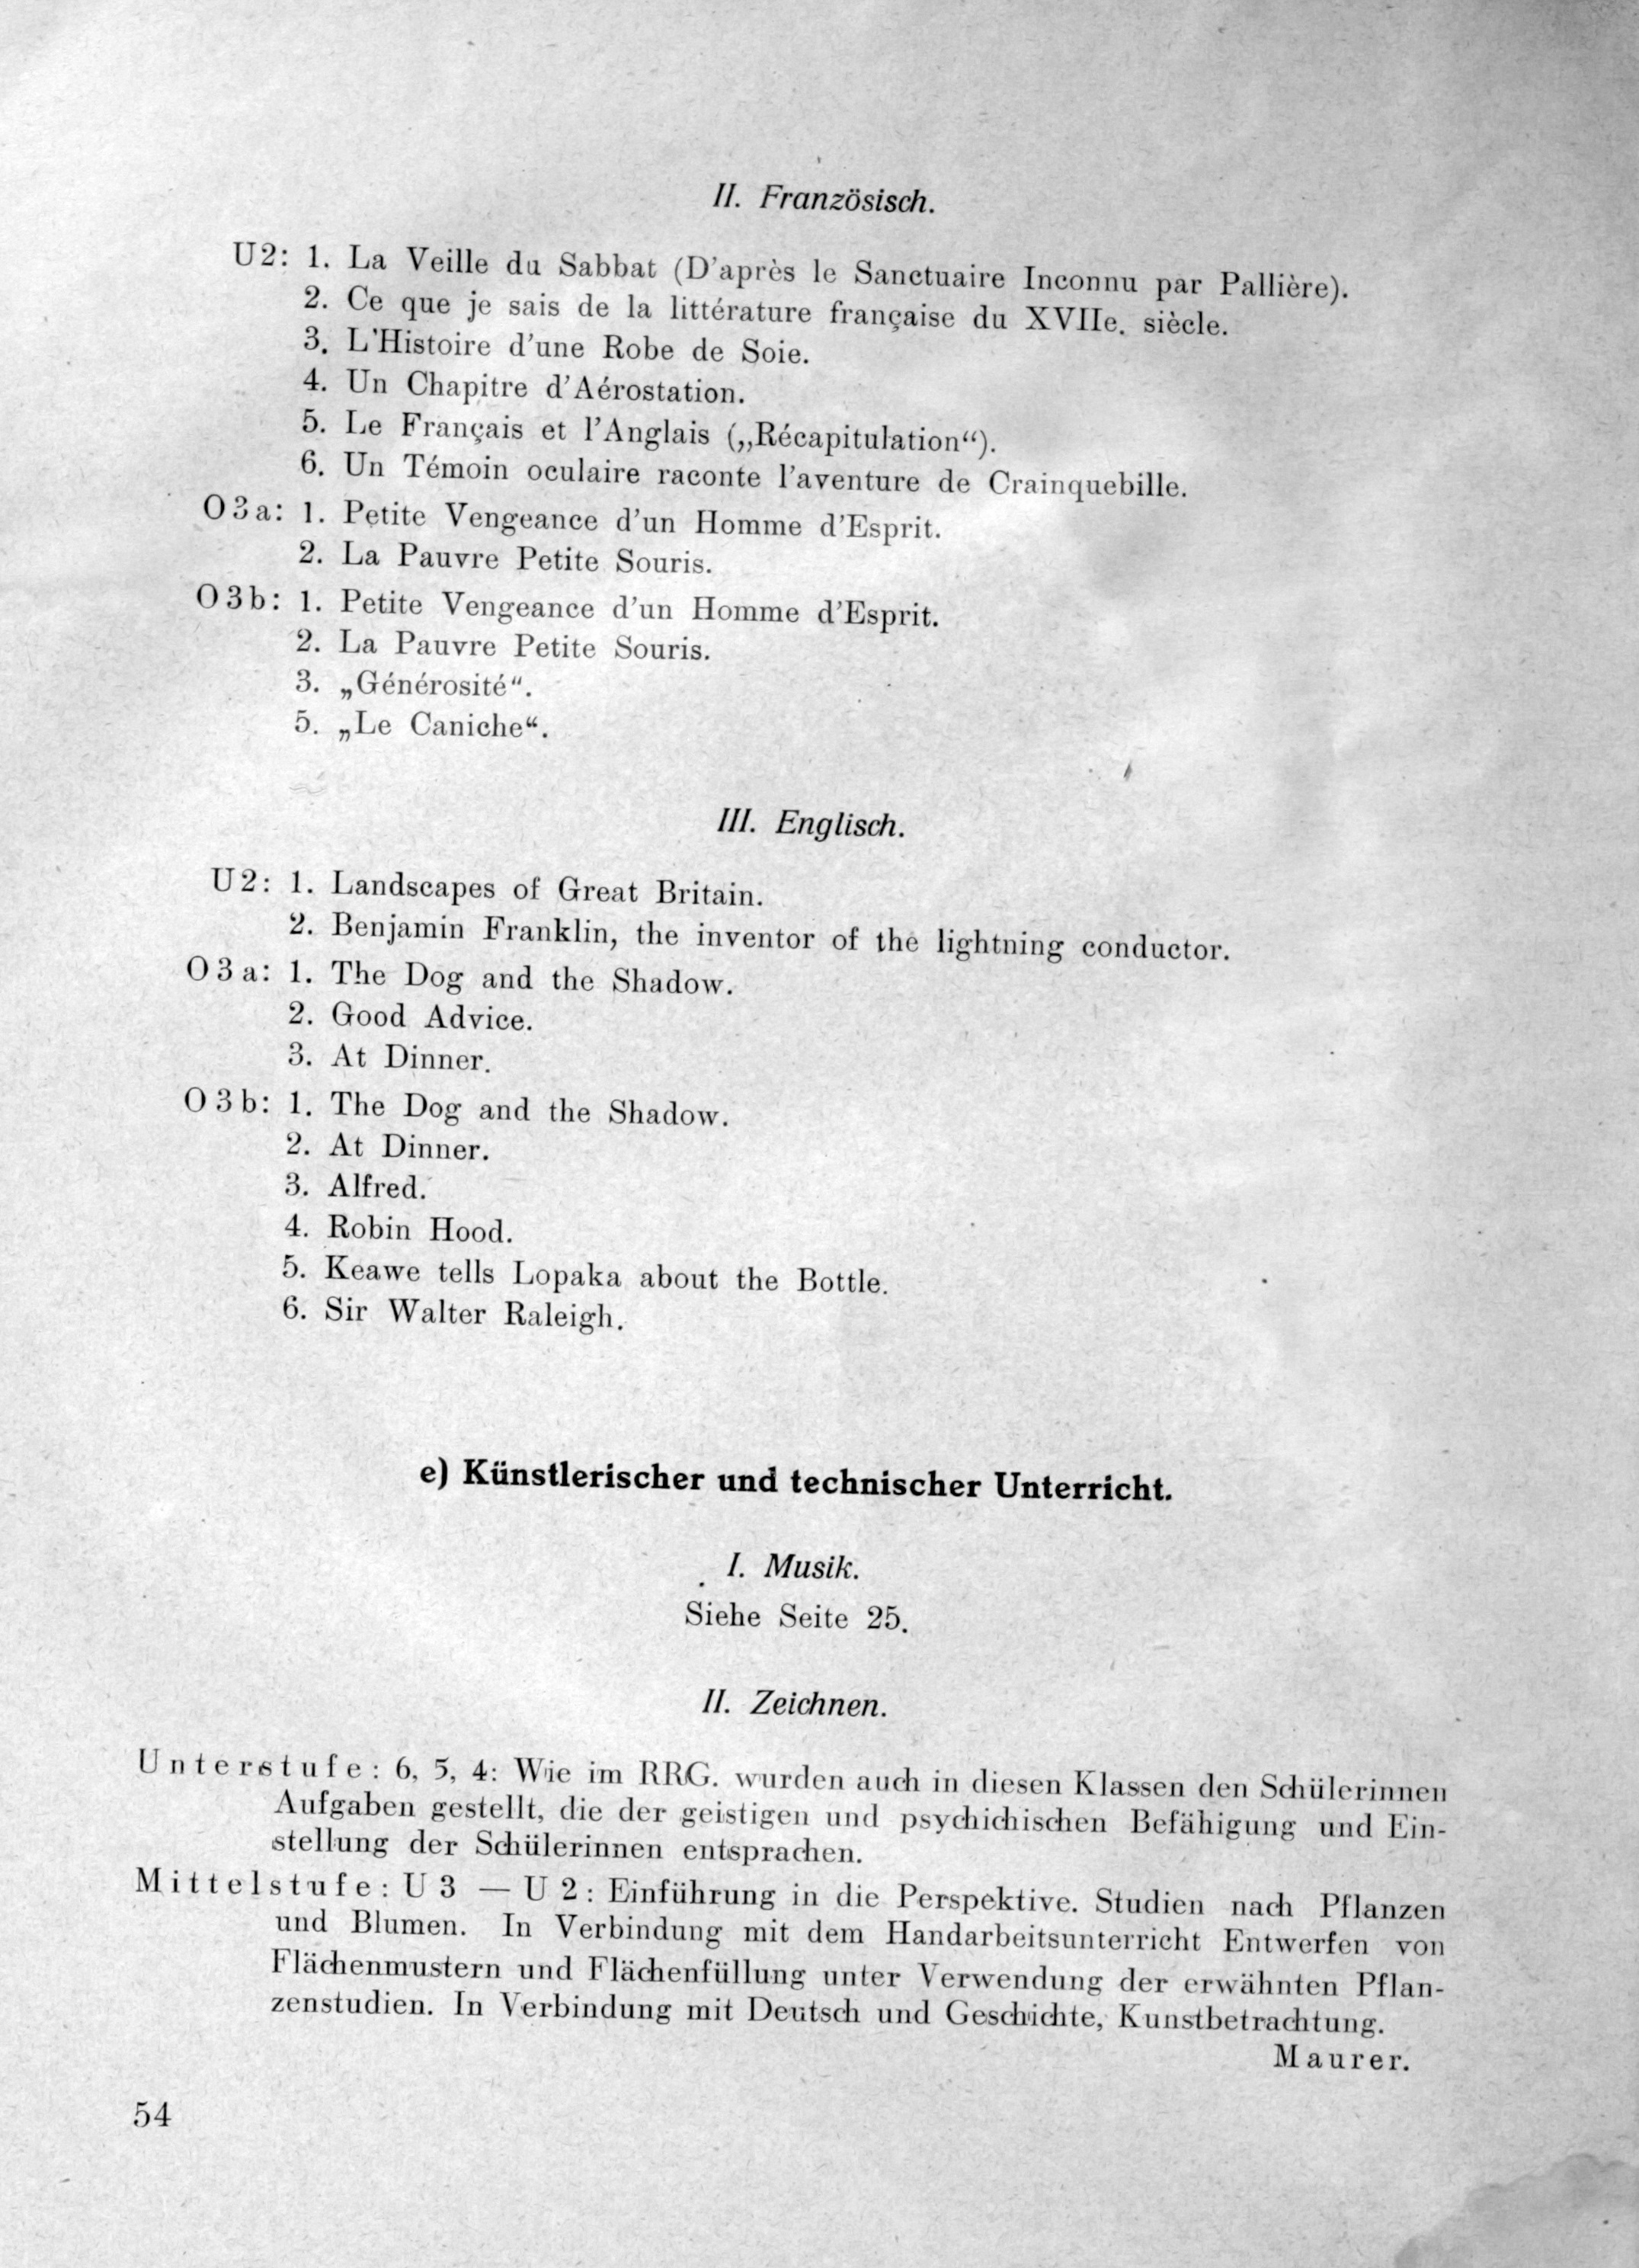 II. Französisch.
U2: 1. La Veille du Sabbat (D'après le Sanctuaire Inconnu par Pallière).
2. Ce que je sais de la littérature française du XVIIe. siècle.
3. L'Histoire d'une Robe de Soie.
4. Un Chapitre d'Aérostation.
5. Le Français et l'Anglais („Récapitulation“).
6. Un Témoin oculaire raconte l'aventure de Crainquebille.
O3a: 1. Petite Vengeance d'un Homme d'Esprit.
2. La Pauvre Petite Souris.
O3b: 1. Petite Vengeance d'un Homme d'Esprit.
2. La Pauvre Petite Souris.
3. „Générosité“.
5. „Le Caniche“.
III. Englisch.
U2: 1. Landscapes of Great Britain.
2. Benjamin Franklin, the inventor of the lightning conductor.
O3a: 1. The Dog and the Shadow.
2. Good Advice.
3. At Dinner.
O3b: 1. The Dog and the Shadow.
2. At Dinner.
3. Alfred.
4. Robin Hood.
5. Keawe tells Lopaka about the Bottle.
6. Sir Walter Raleigh.
e) Künstlerischer und technischer Unterricht.
I. Musik.
Siehe Seite 25.
II. Zeichnen.
Unterstufe: 6, 5, 4: Wie im RRG. wurden auch in diesen Klassen den Schülerinnen
Aufgaben gestellt, die der geistigen und psychichischen Befähigung und Ein-
stellung der Schülerinnen entsprachen.
Mittelstufe: U 3 — U 2: Einführung in die Perspektive. Studien nach Pflanzen
und Blumen. In Verbindung mit dem Handarbeitsunterricht Entwerfen von
Flächenmustern und Flächenfüllung unter Verwendung der erwähnten Pflan-
zenstudien. In Verbindung mit Deutsch und Geschichte, Kunstbetrachtung.
Maurer.
54